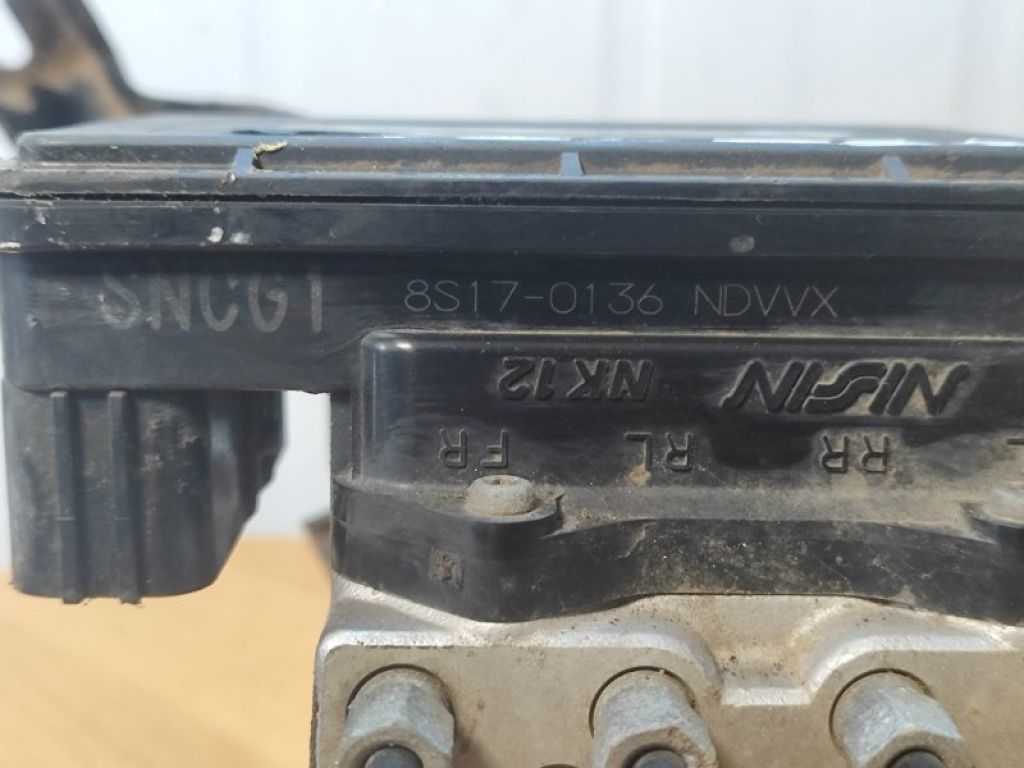 SNCG1 8S17-0136 NDVVX
NISSIN NK12
RR RL FR